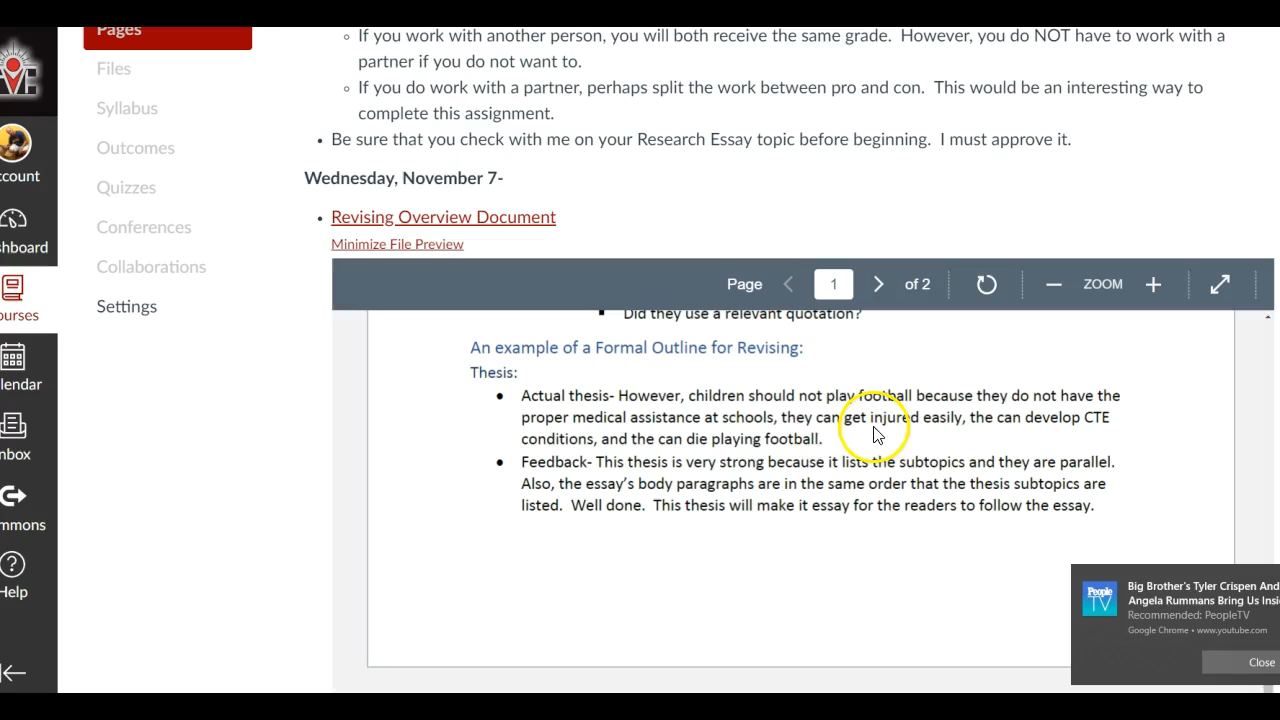 Pages
Files
Syllabus
Outcomes
Quizzes
Conferences
Collaborations
Settings
ccount
shboard
ourses
lendar
nbox
mmons
Help
If you work with another person, you will both receive the same grade. However, you do NOT have to work with a
partner if you do not want to.
If you do work with a partner, perhaps split the work between pro and con. This would be an interesting way to
complete this assignment.
Be sure that you check with me on your Research Essay topic before beginning. I must approve it.
Wednesday, November 7-
Revising Overview Document
Minimize File Preview
Page 1 of 2 ZOOM
Did they use a relevant quotation?
An example of a Formal Outline for Revising:
Thesis:
Actual thesis- However, children should not play football because they do not have the
proper medical assistance at schools, they can get injured easily, the can develop CTE
conditions, and the can die playing football.
Feedback- This thesis is very strong because it lists the subtopics and they are parallel.
Also, the essay's body paragraphs are in the same order that the thesis subtopics are
listed. Well done. This thesis will make it essay for the readers to follow the essay.
People TV
Big Brother's Tyler Crispen And
Angela Rummans Bring Us Insi
Recommended: PeopleTV
Google Chrome • www.youtube.com
Close